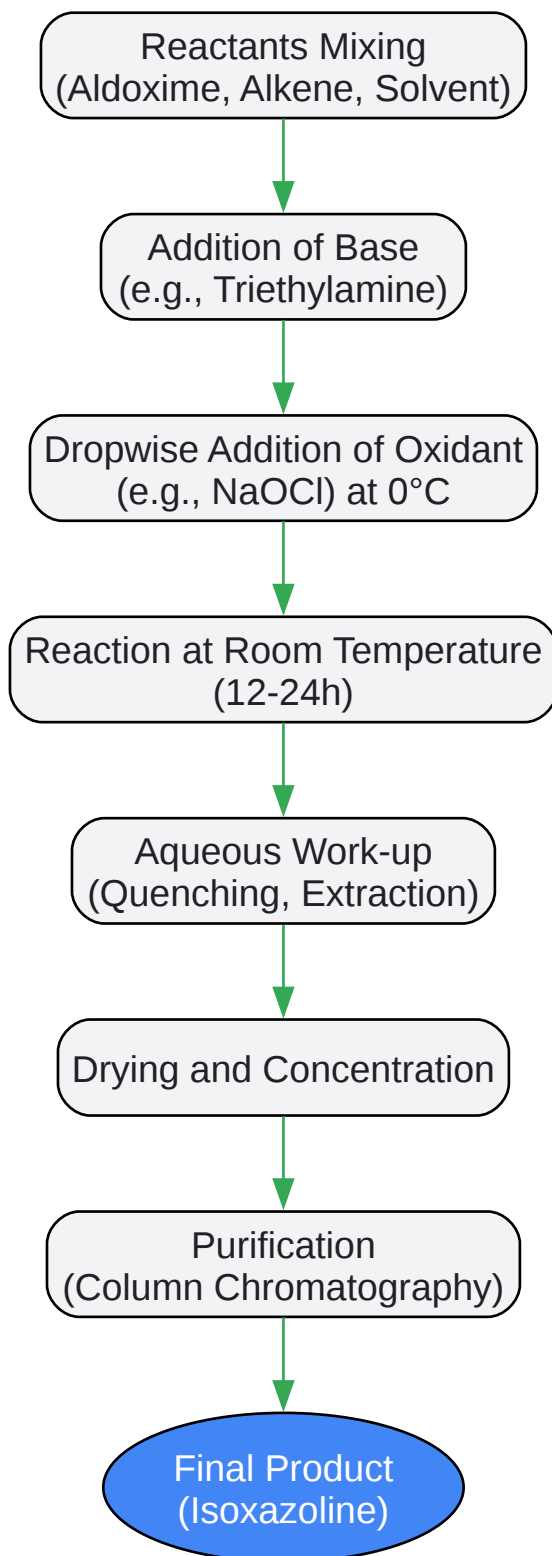 Reactants Mixing
(Aldoxime, Alkene, Solvent)
Addition of Base
(e.g., Triethylamine)
Dropwise Addition of Oxidant
(e.g., NaOCl) at 0°C
Reaction at Room Temperature
(12-24h)
Aqueous Work-up
(Quenching, Extraction)
Drying and Concentration
Purification
(Column Chromatography)
Final Product
(Isoxazoline)